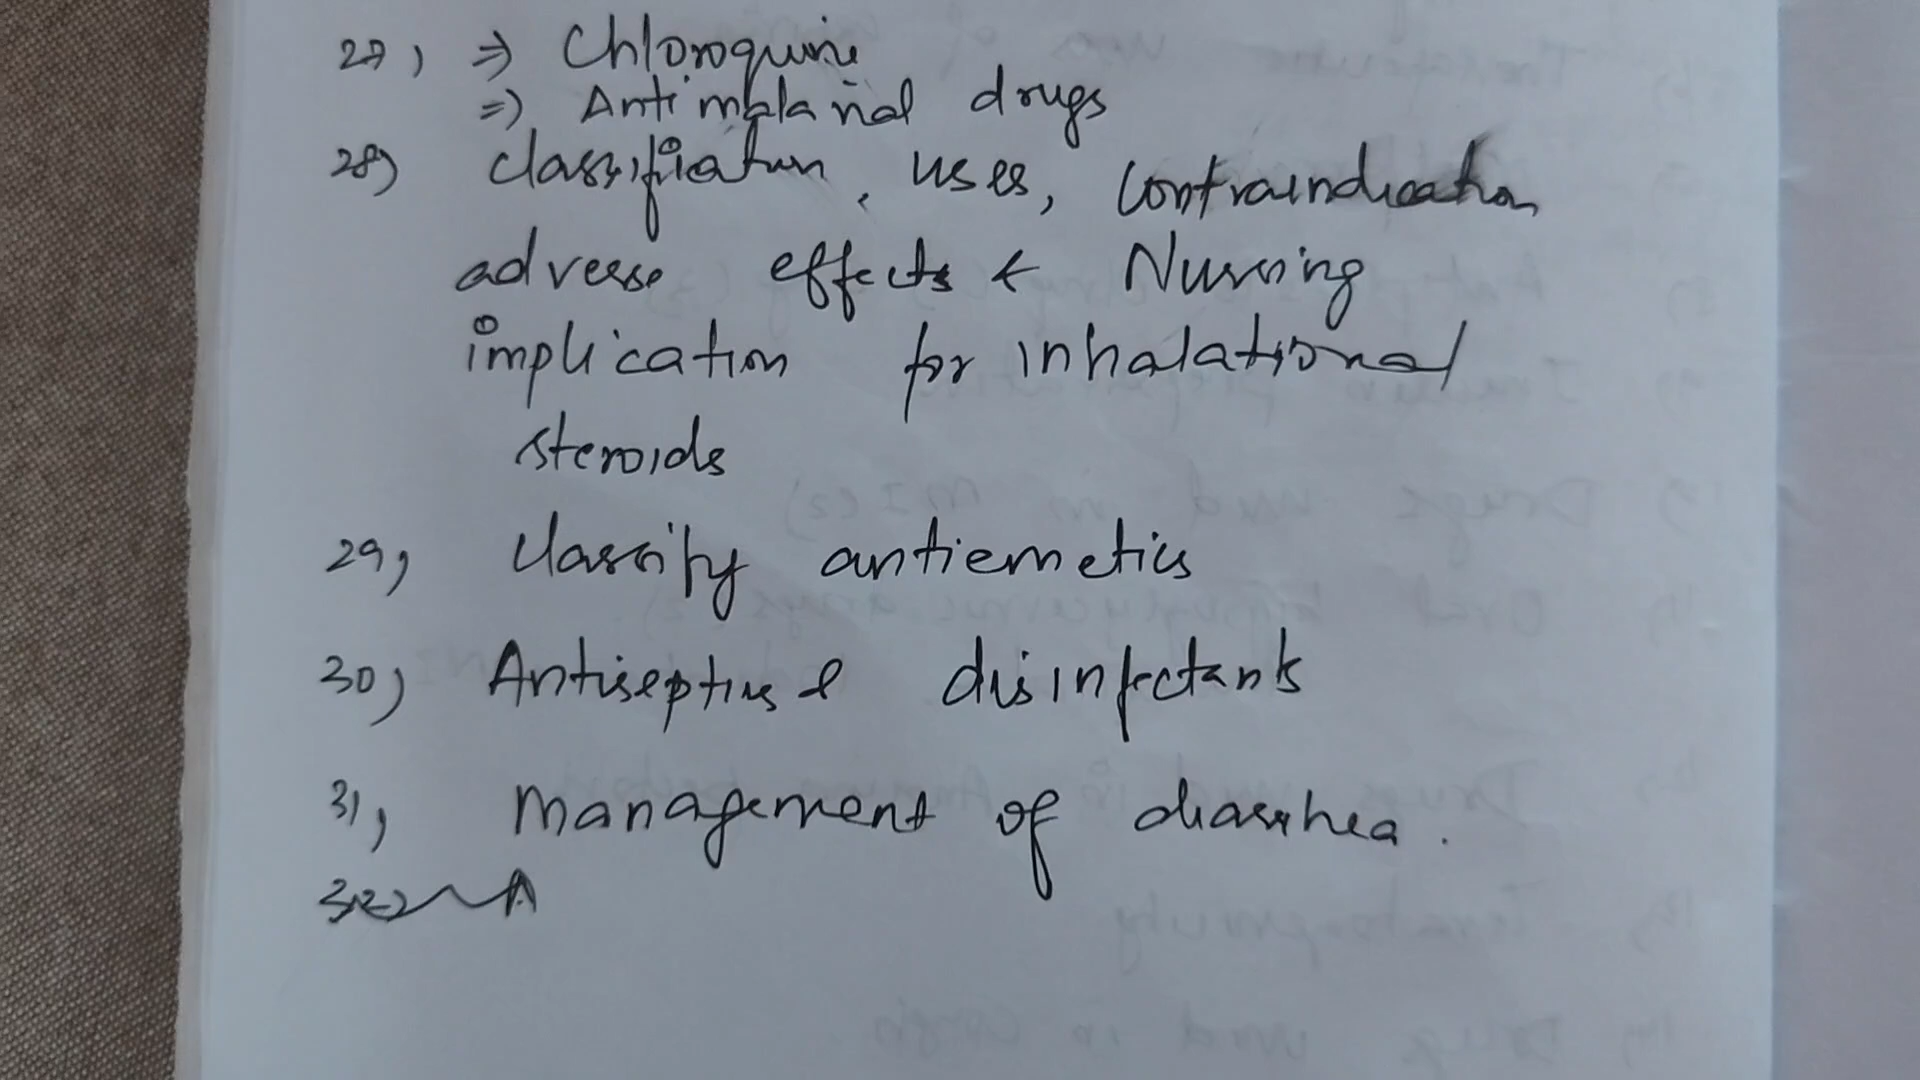 27) ⇒ Chloroquine
⇒) Antimalarial drugs
28) classification, uses, contraindication
adverse effects & Nursing
implication for inhalational
steroids
29, classify antiemetics
30) Antiseptics & disinfectants
31, management of diarrhea.